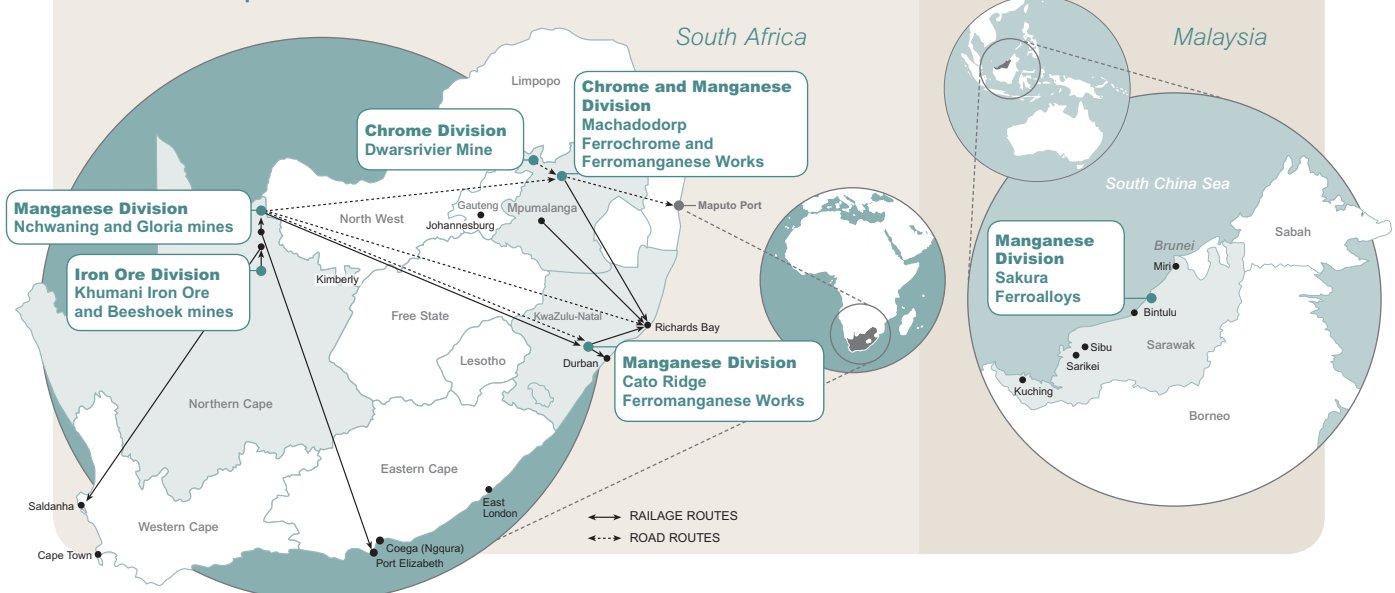 South Africa
Malaysia
Limpopo
Chrome and Manganese
Division
Machadodorp
Ferrochrome and
Ferromanganese Works
Chrome Division
Dwarsrivier Mine
Manganese Division
Nchwaning and Gloria mines
Iron Ore Division
Khumani Iron Ore
and Beeshoek mines
North West
Gauteng
Johannesburg
Mpumalanga
Maputo Port
Kimberly
Free State
KwaZulu-Natal
Richards Bay
Lesotho
Durban
Manganese Division
Cato Ridge
Ferromanganese Works
Northern Cape
Eastern Cape
East
London
Saldanha
Western Cape
Cape Town
Coega (Ngqura)
Port Elizabeth
RAILAGE ROUTES
ROAD ROUTES
South China Sea
Manganese
Division
Sakura
Ferroalloys
Brunei
Sabah
Miri
Bintulu
Sibu
Sarikei
Sarawak
Kuching
Borneo